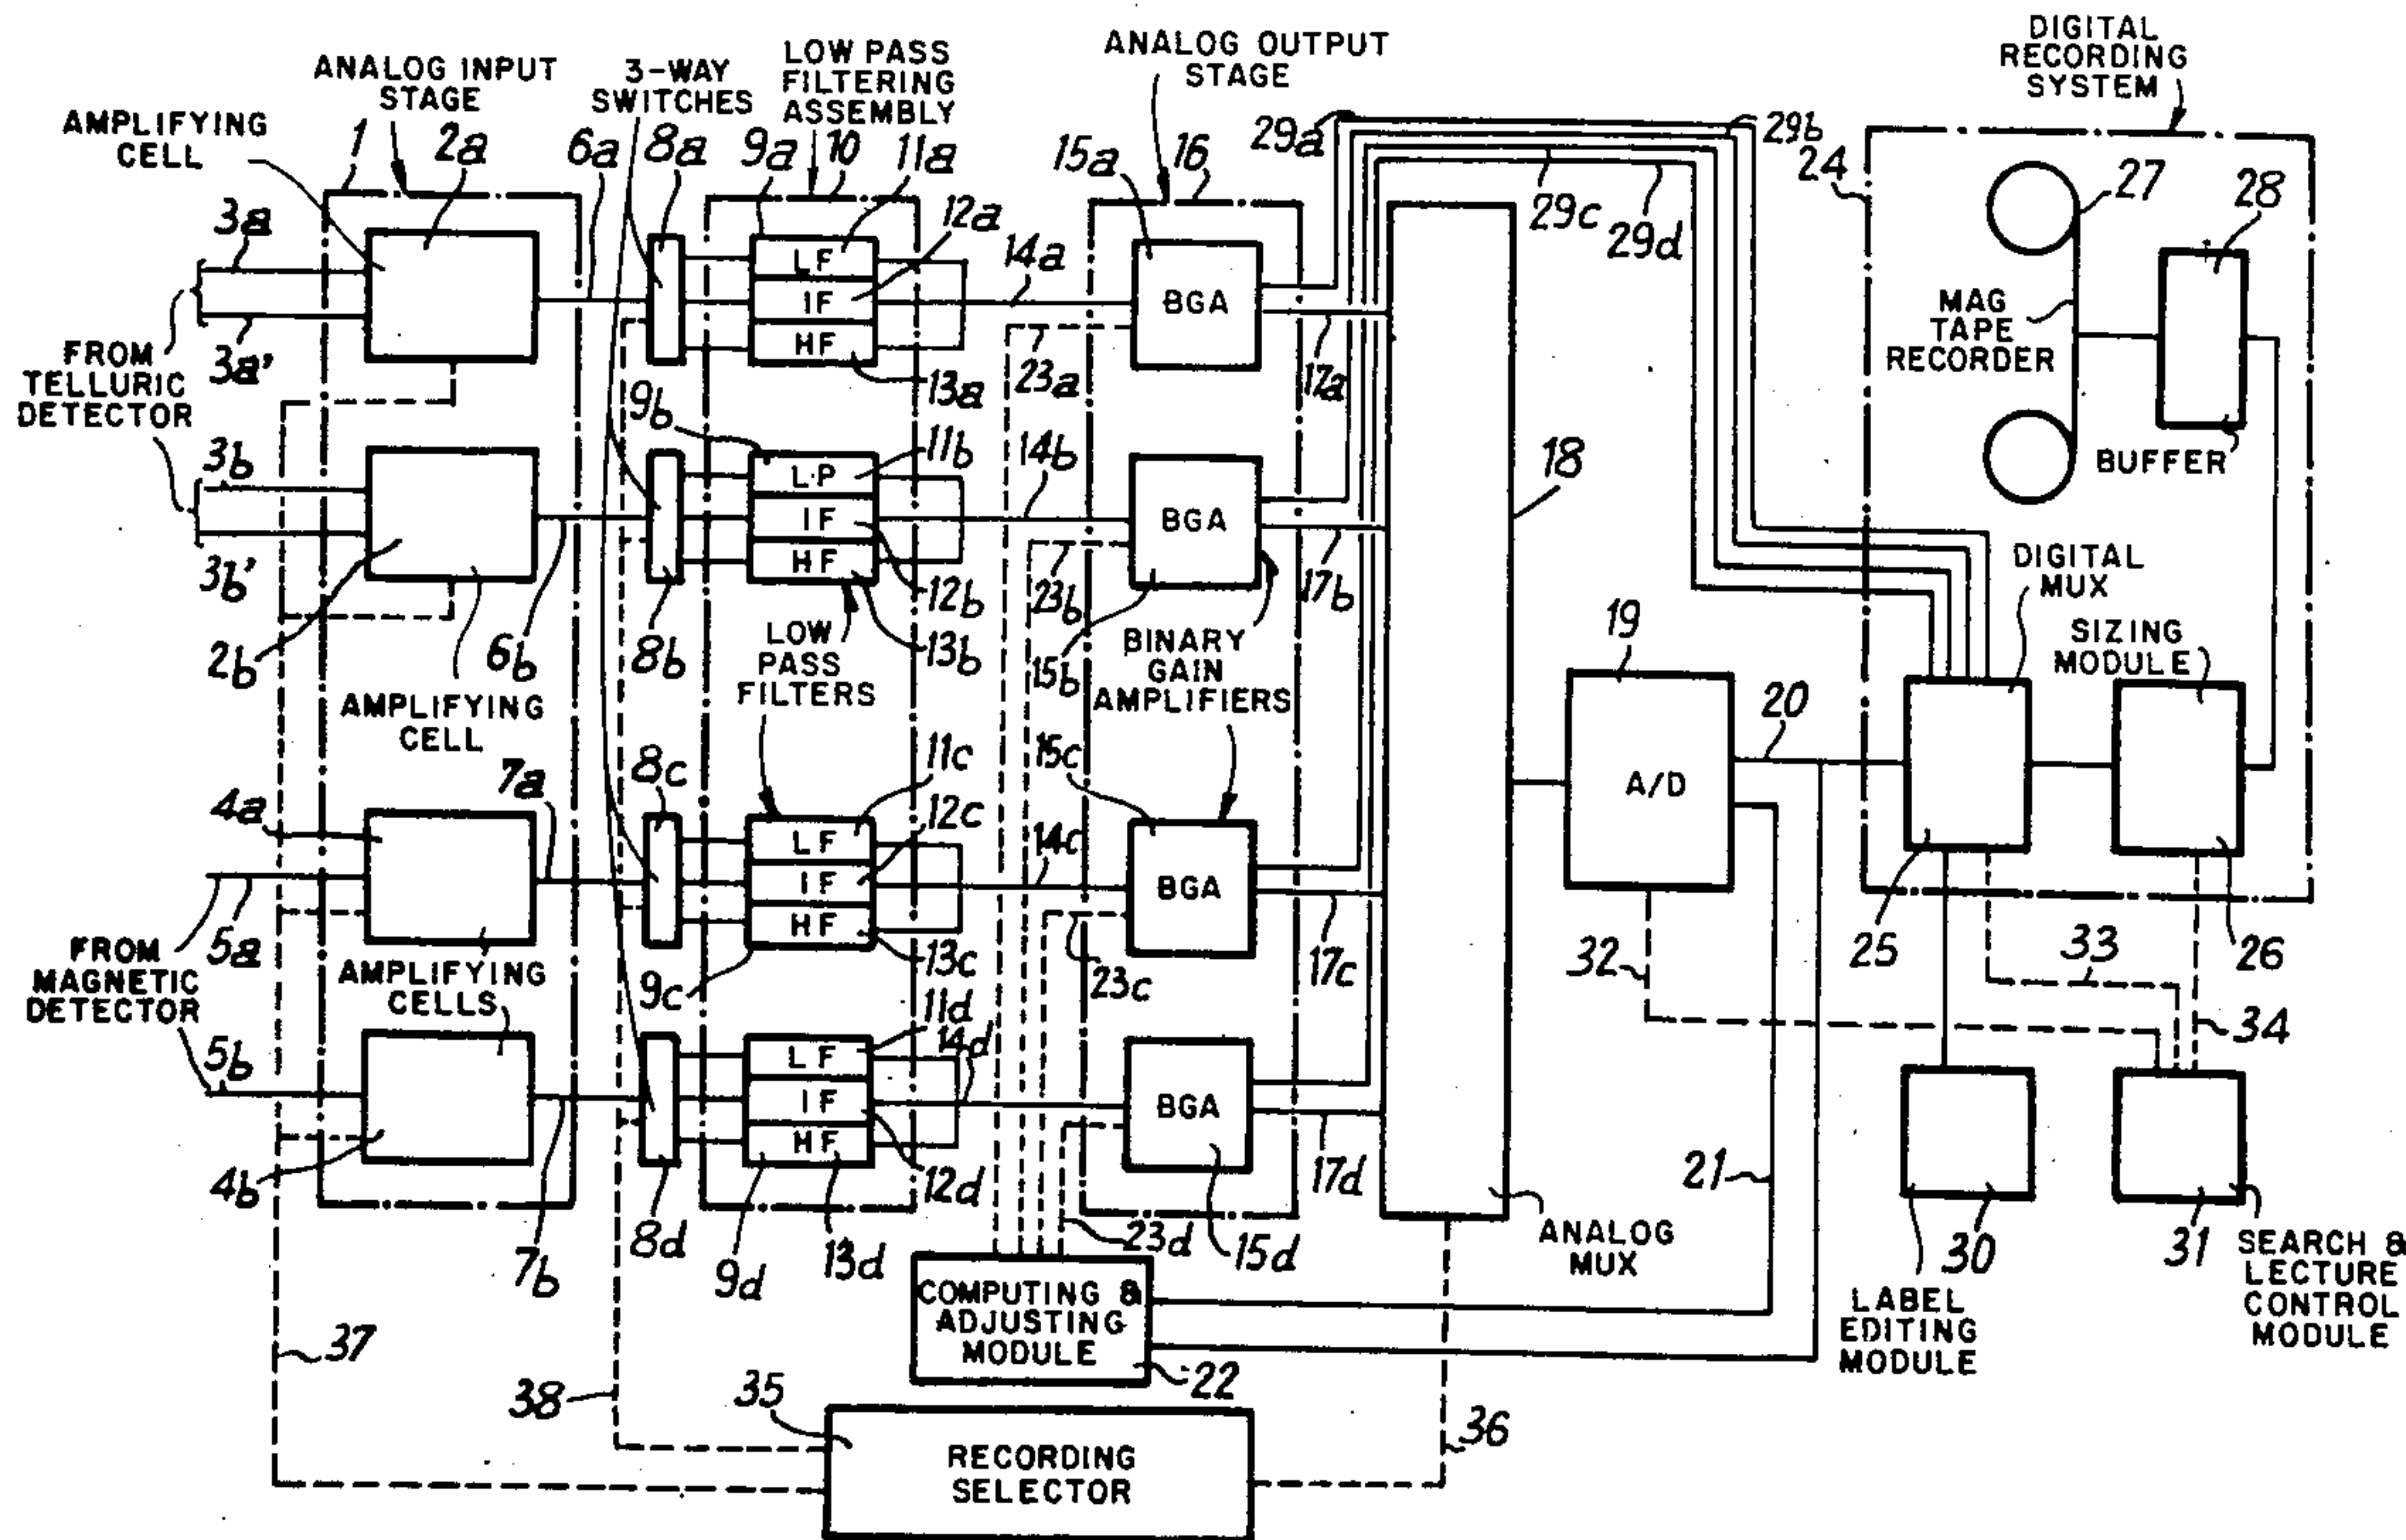 ANALOG INPUT
STAGE
3-WAY
SWITCHES
LOW PASS
FILTERING
ASSEMBLY
ANALOG OUTPUT
STAGE
DIGITAL
RECORDING
SYSTEM
AMPLIFYING
CELL
1
2a
6a
8a
9a
10
11a
12a
15a
16
29a
29b
29c
29d
24
27
28
3a
3a'
FROM
TELLURIC
DETECTOR
LF
IF
HF
14a
13a
23a
BGA
17a
MAG
TAPE
RECORDER
BUFFER
3b
3b'
2b
6b
AMPLIFYING
CELL
8b
9b
LP
IF
HF
11b
12b
13b
LOW
PASS
FILTERS
14b
23b
15b
BGA
17b
BINARY
GAIN
AMPLIFIERS
18
19
A/D
20
DIGITAL
MUX
SIZING
MODULE
25
26
4a
5a
7a
FROM
MAGNETIC
DETECTOR
AMPLIFYING
CELLS
8c
9c
LF
IF
HF
11c
12c
13c
14c
23c
15c
BGA
17c
32
33
34
5b
4b
7b
8d
9d
LF
IF
HF
11d
12d
13d
14d
23d
15d
BGA
17d
ANALOG
MUX
21
30
31
LABEL
EDITING
MODULE
SEARCH &
LECTURE
CONTROL
MODULE
COMPUTING &
ADJUSTING
MODULE
22
37
38
35
RECORDING
SELECTOR
36